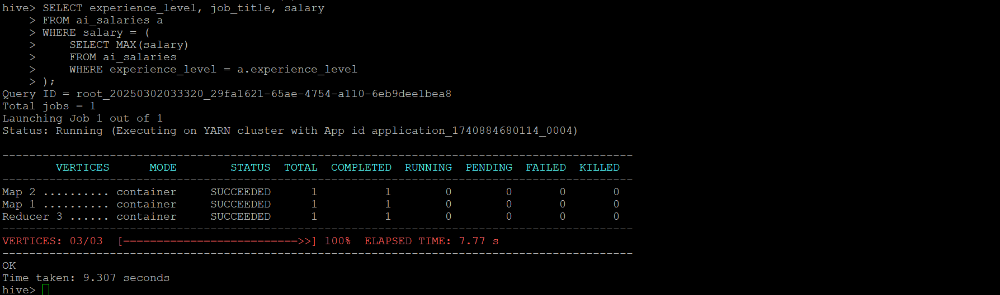 hive> SELECT experience_level, job_title, salary
    > FROM ai_salaries a
    > WHERE salary = (
    >     SELECT MAX(salary)
    >     FROM ai_salaries
    >     WHERE experience_level = a.experience_level
    > );
Query ID = root_20250302033320_29fa1621-65ae-4754-a110-6eb9dee1bea8
Total jobs = 1
Launching Job 1 out of 1
Status: Running (Executing on YARN cluster with App id application_1740884680114_0004)
----------------------------------------------------------------------------------------------
        VERTICES      MODE        STATUS  TOTAL  COMPLETED  RUNNING  PENDING  FAILED  KILLED
----------------------------------------------------------------------------------------------
Map 2 .......... container     SUCCEEDED      1          1        0        0       0       0
Map 1 .......... container     SUCCEEDED      1          1        0        0       0       0
Reducer 3 ...... container     SUCCEEDED      1          1        0        0       0       0
----------------------------------------------------------------------------------------------
VERTICES: 03/03  [==========================>>] 100%  ELAPSED TIME: 7.77 s
----------------------------------------------------------------------------------------------
OK
Time taken: 9.307 seconds
hive>